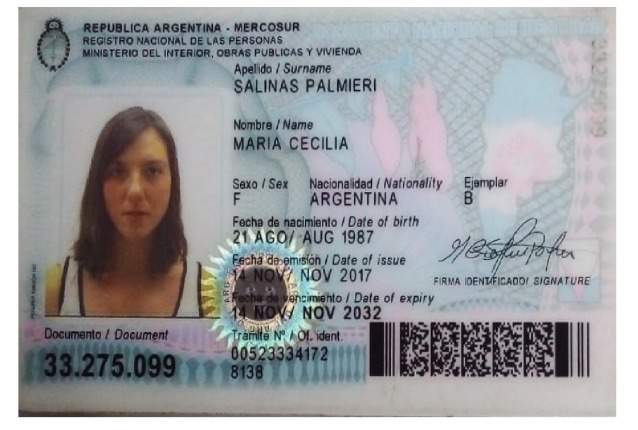 REPUBLICA ARGENTINA - MERCOSUR
REGISTRO NACIONAL DE LAS PERSONAS
MINISTERIO DEL INTERIOR, OBRAS PUBLICAS Y VIVIENDA
Apellido / Surname
SALINAS PALMIERI
Nombre / Name
MARIA CECILIA
Sexo / Sex Nacionalidad / Nationality Ejemplar
F ARGENTINA B
Fecha de nacimiento / Date of birth
21 AGO/ AUG 1987
Fecha de emisión / Date of issue
14 NOV/ NOV 2017
FIRMA IDENTIFICADO/ SIGNATURE
Fecha de vencimiento / Date of expiry
14 NOV/ NOV 2032
Documento / Document
33.275.099
Trámite Nº / Of. ident.
00523334172
8138